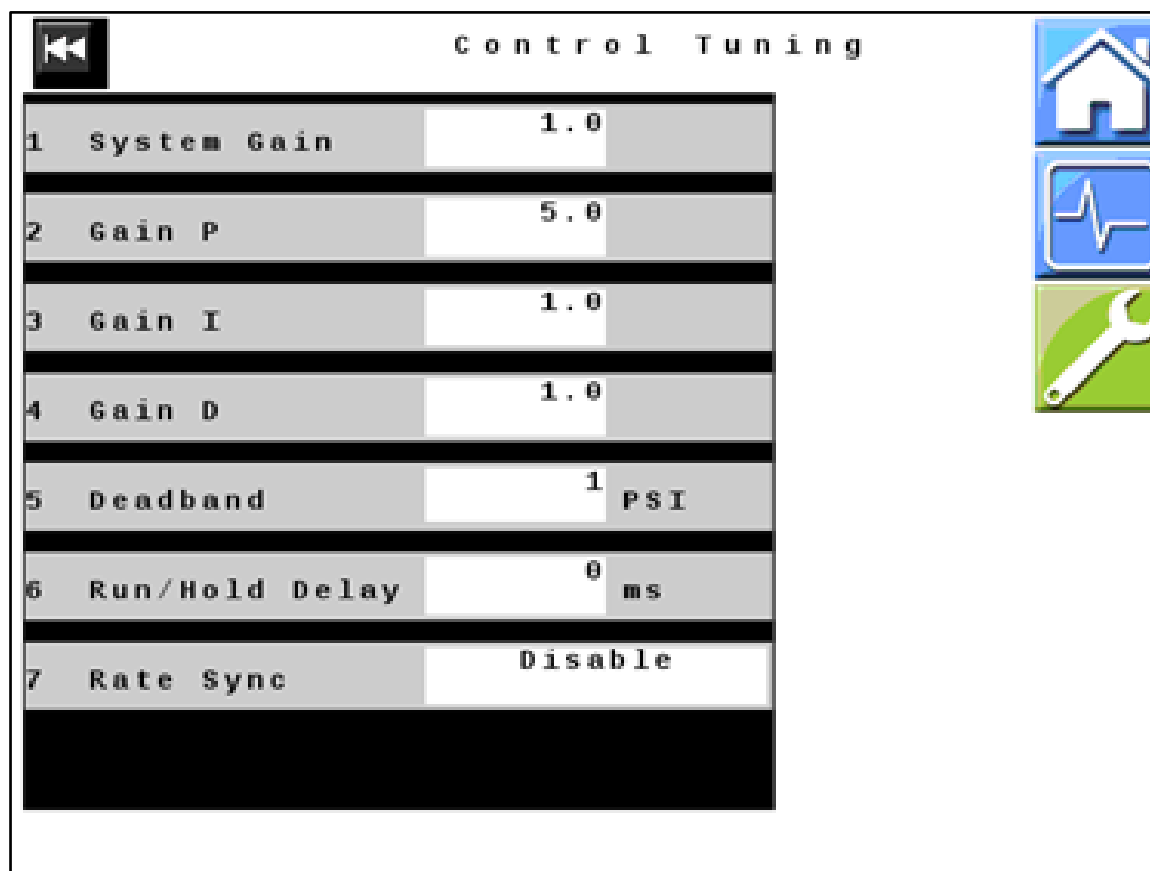 Control Tuning
1 System Gain 1.0
2 Gain P 5.0
3 Gain I 1.0
4 Gain D 1.0
5 Deadband 1 PSI
6 Run/Hold Delay 0 ms
7 Rate Sync Disable